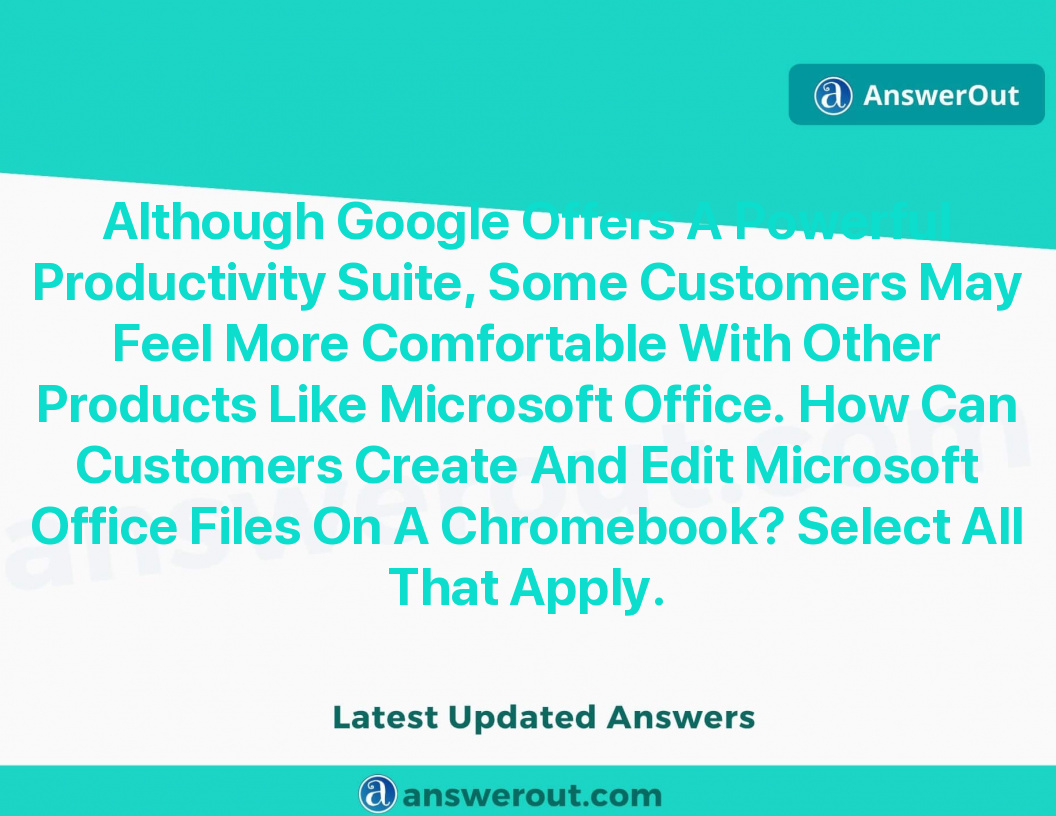 AnswerOut
Although Google Offers A Powerful
Productivity Suite, Some Customers May
Feel More Comfortable With Other
Products Like Microsoft Office. How Can
Customers Create And Edit Microsoft
Office Files On A Chromebook? Select All
That Apply.
answerout.com
Latest Updated Answers
answerout.com